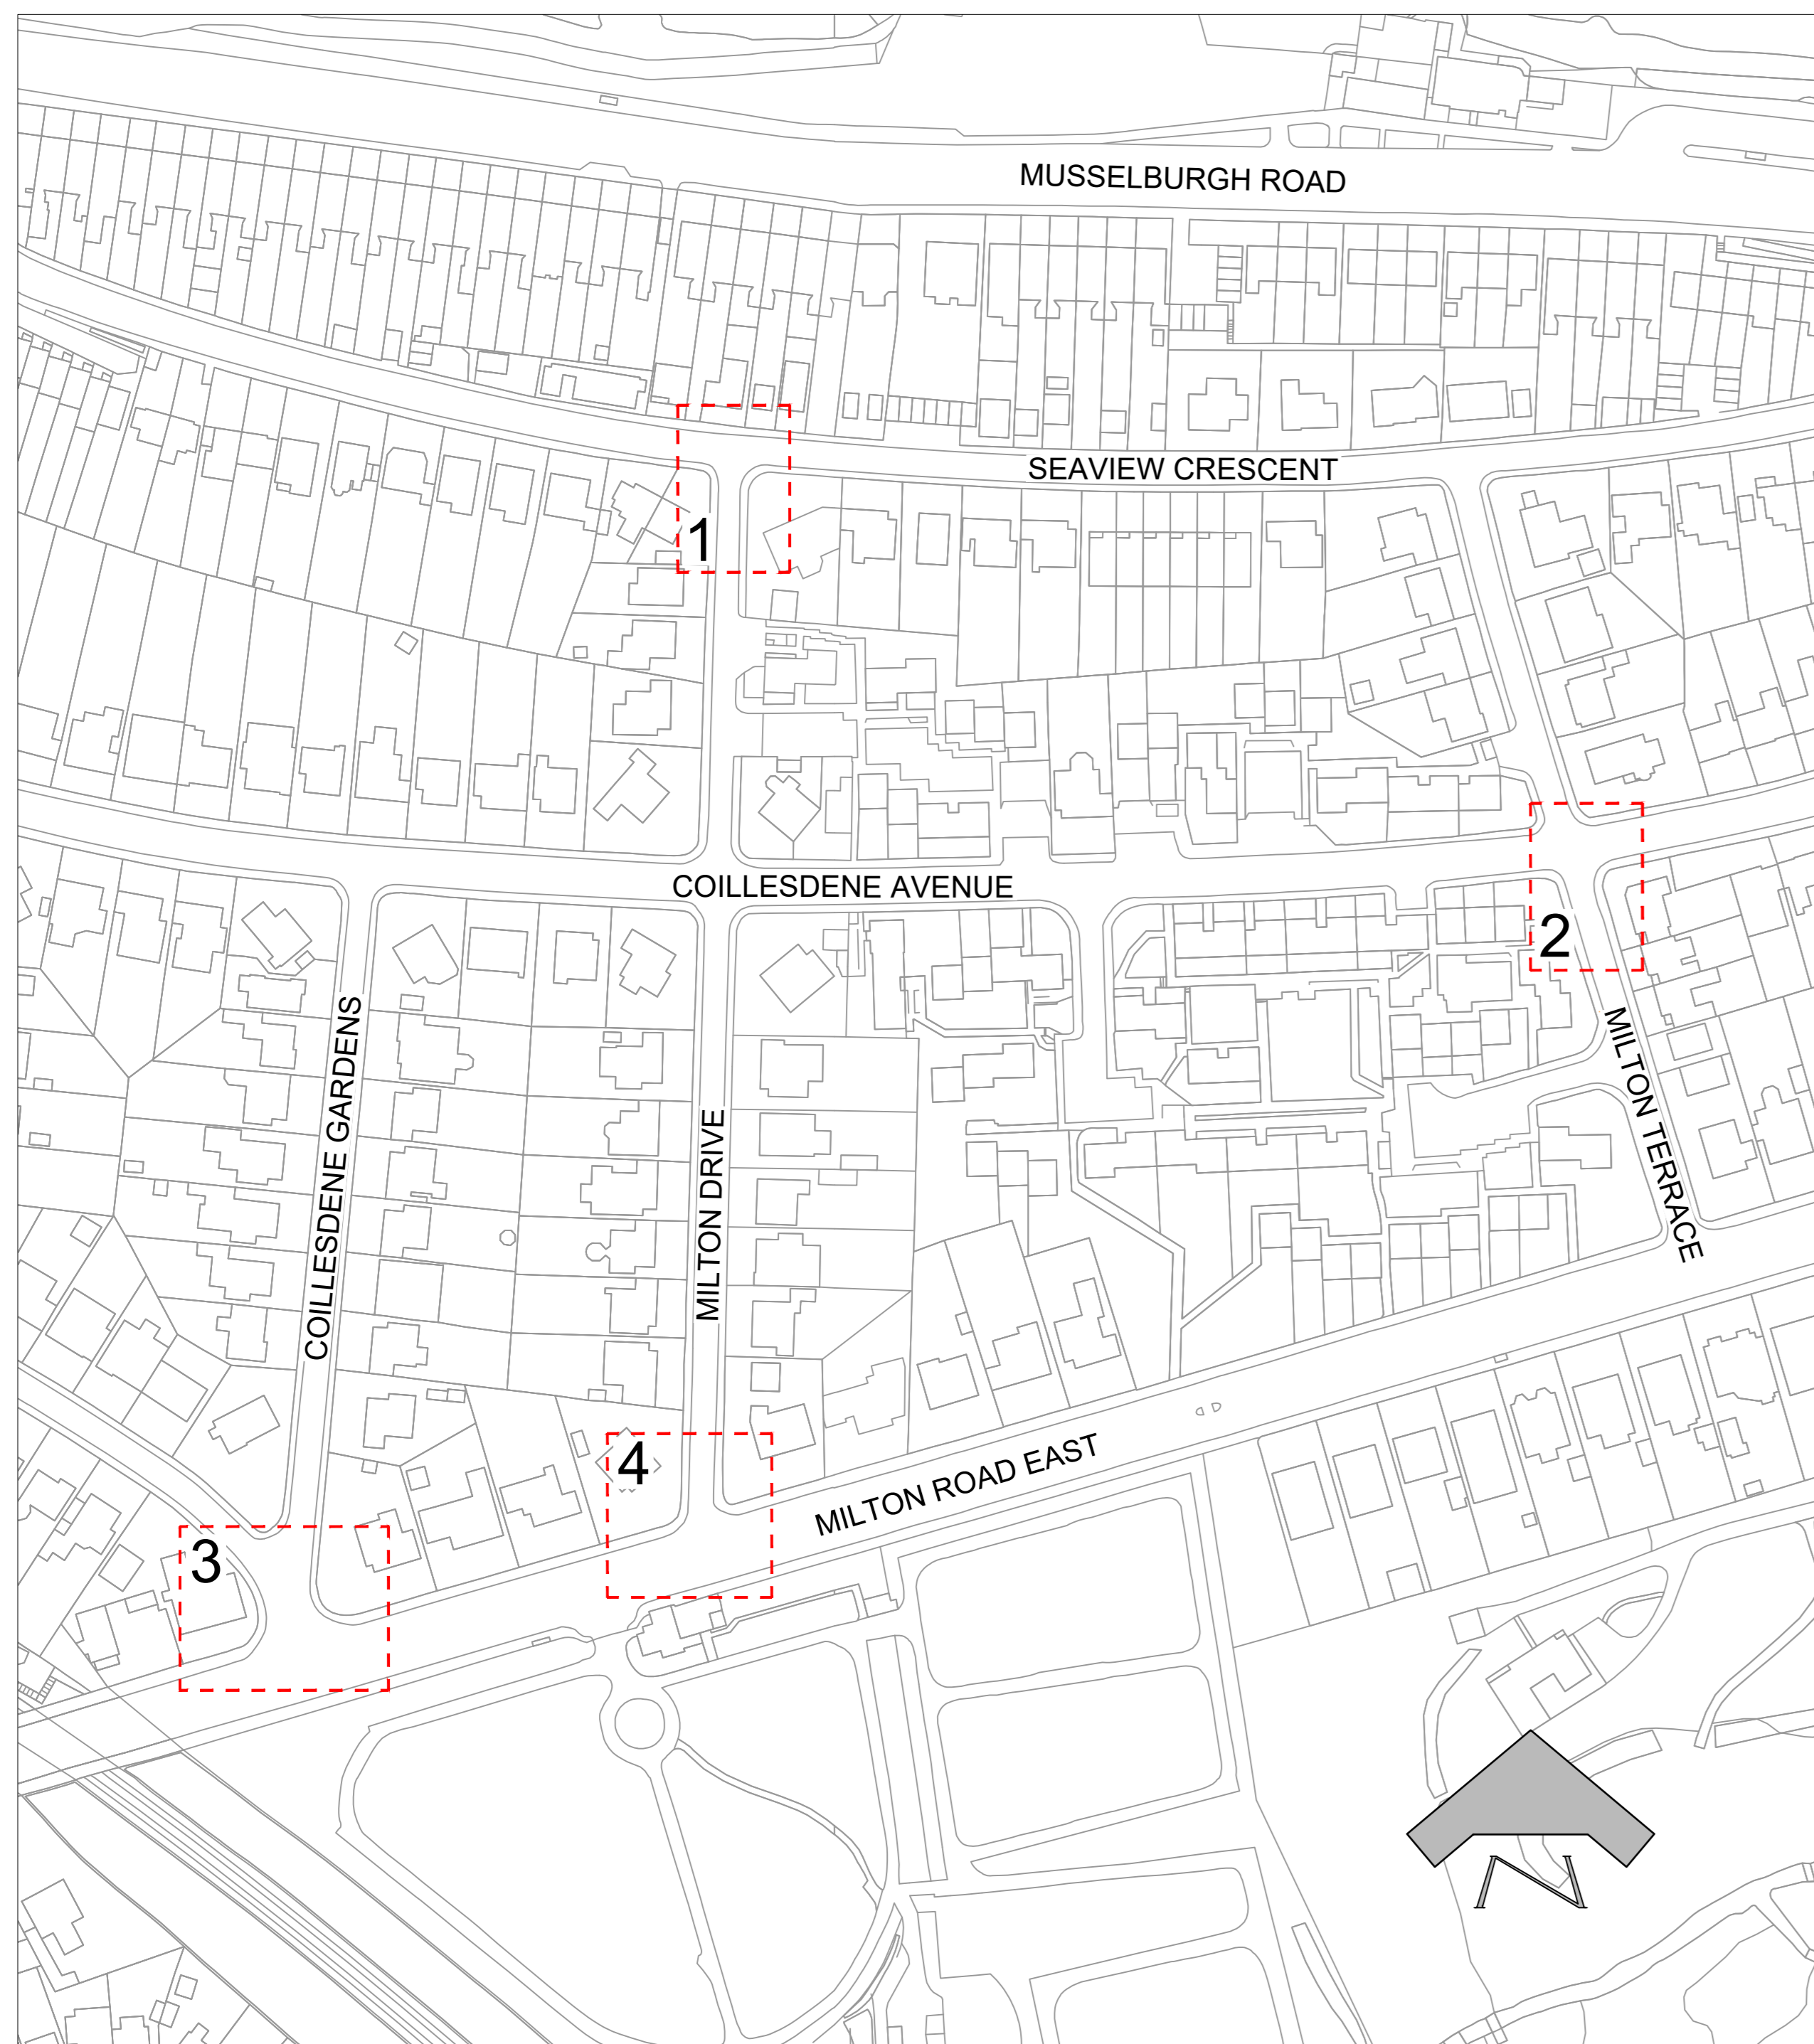 MUSSELBURGH ROAD
SEAVIEW CRESCENT
1
COILLESDENE AVENUE
2
COILLESDENE GARDENS
MILTON DRIVE
MILTON TERRACE
4
MILTON ROAD EAST
3
N